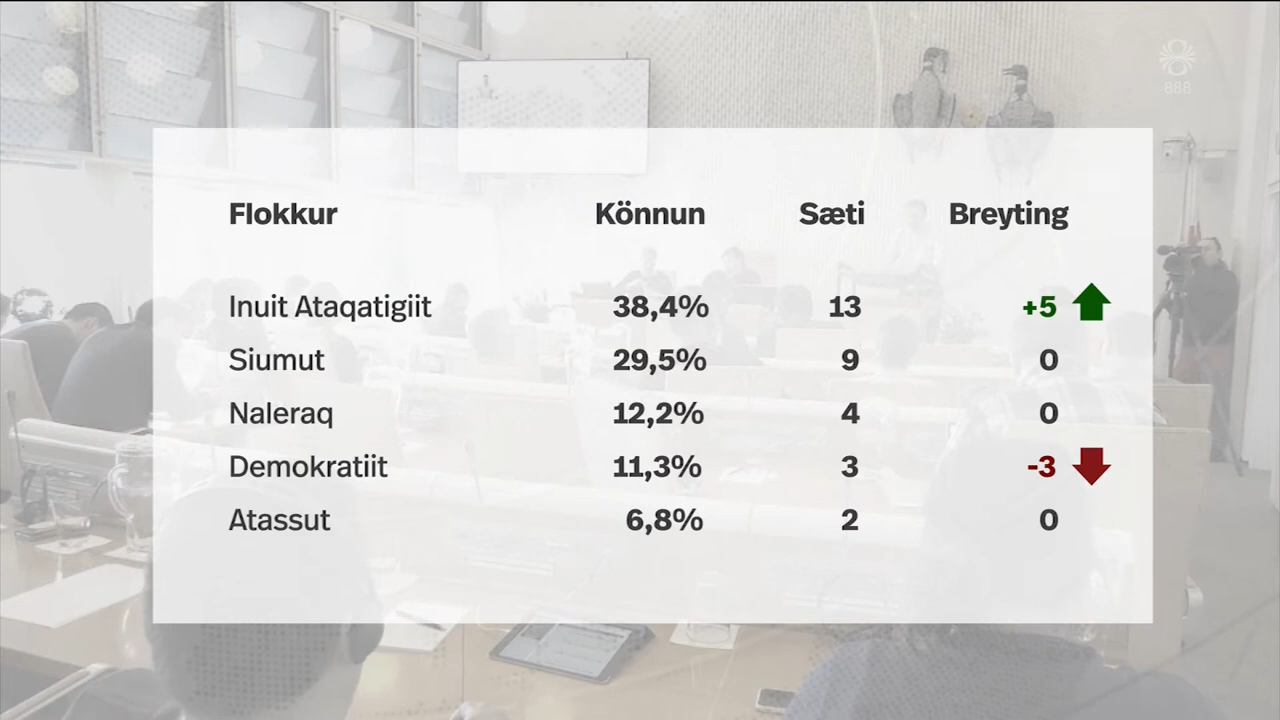 888
Flokkur Könnun Sæti Breyting
Inuit Ataqatigiit 38,4% 13 +5
Siumut 29,5% 9 0
Naleraq 12,2% 4 0
Demokratiit 11,3% 3 -3
Atassut 6,8% 2 0